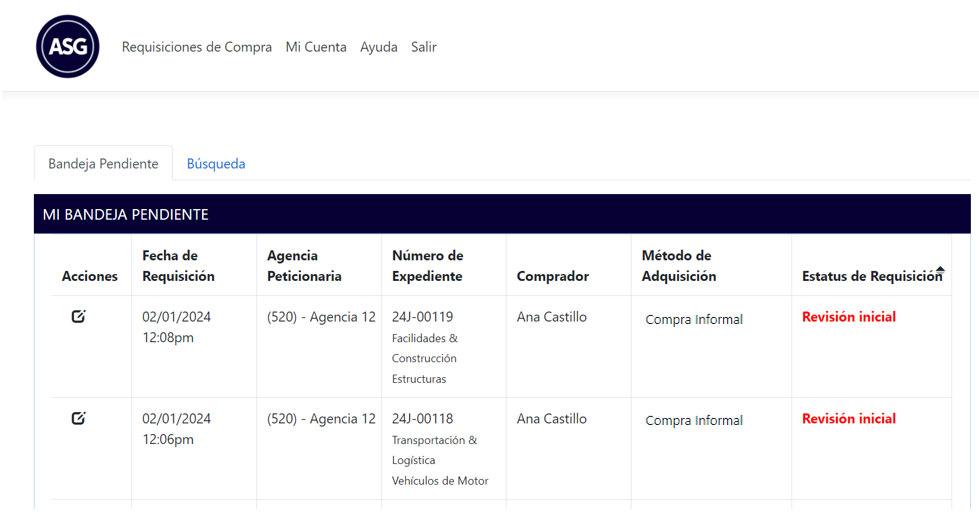 ASG
Requisiciones de Compra Mi Cuenta Ayuda Salir
Bandeja Pendiente Búsqueda
MI BANDEJA PENDIENTE
Acciones
Fecha de
Requisición
Agencia
Peticionaria
Número de
Expediente
Comprador
Método de
Adquisición
Estatus de Requisición
02/01/2024
12:08pm
(520) - Agencia 12
24J-00119
Facilidades &
Construcción
Estructuras
Ana Castillo
Compra Informal
Revisión inicial
02/01/2024
12:06pm
(520) - Agencia 12
24J-00118
Transportación &
Logística
Vehículos de Motor
Ana Castillo
Compra Informal
Revisión inicial